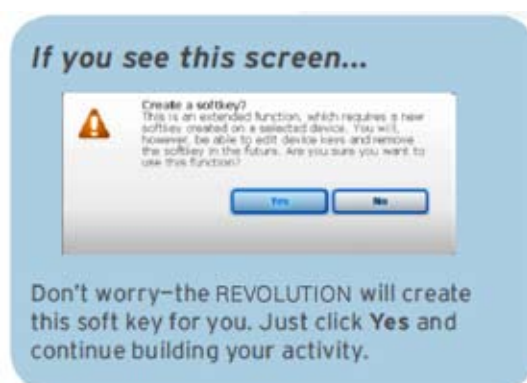 If you see this screen...
Create a softkey?
This is an extended function, which requires a new
softkey created on a selected device. You will,
however, be able to edit device keys and remove
the softkey in the future. Are you sure you want to
use this function?
Yes No
Don't worry—the REVOLUTION will create
this soft key for you. Just click Yes and
continue building your activity.